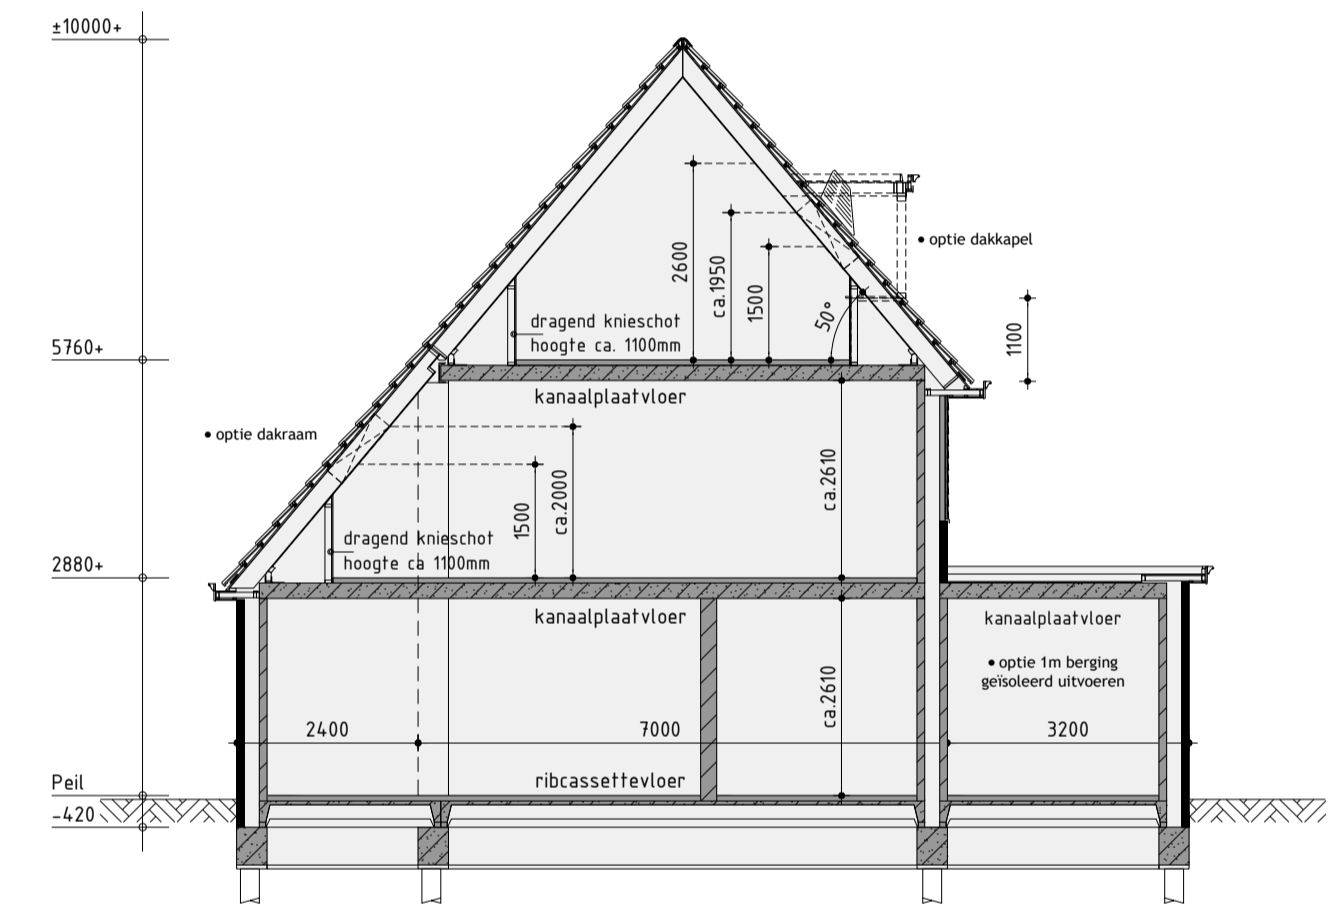 ±10000+
2600
ca.1950
1500
50°
• optie dakkapel
1100
dragend knieschot
hoogte ca. 1100mm
5760+
kanaalplaatvloer
• optie dakraam
1500
ca.2000
ca.2610
dragend knieschot
hoogte ca 1100mm
2880+
kanaalplaatvloer
kanaalplaatvloer
• optie 1m berging
geïsoleerd uitvoeren
ca.2610
2400
7000
3200
Peil
ribcassettevloer
-420